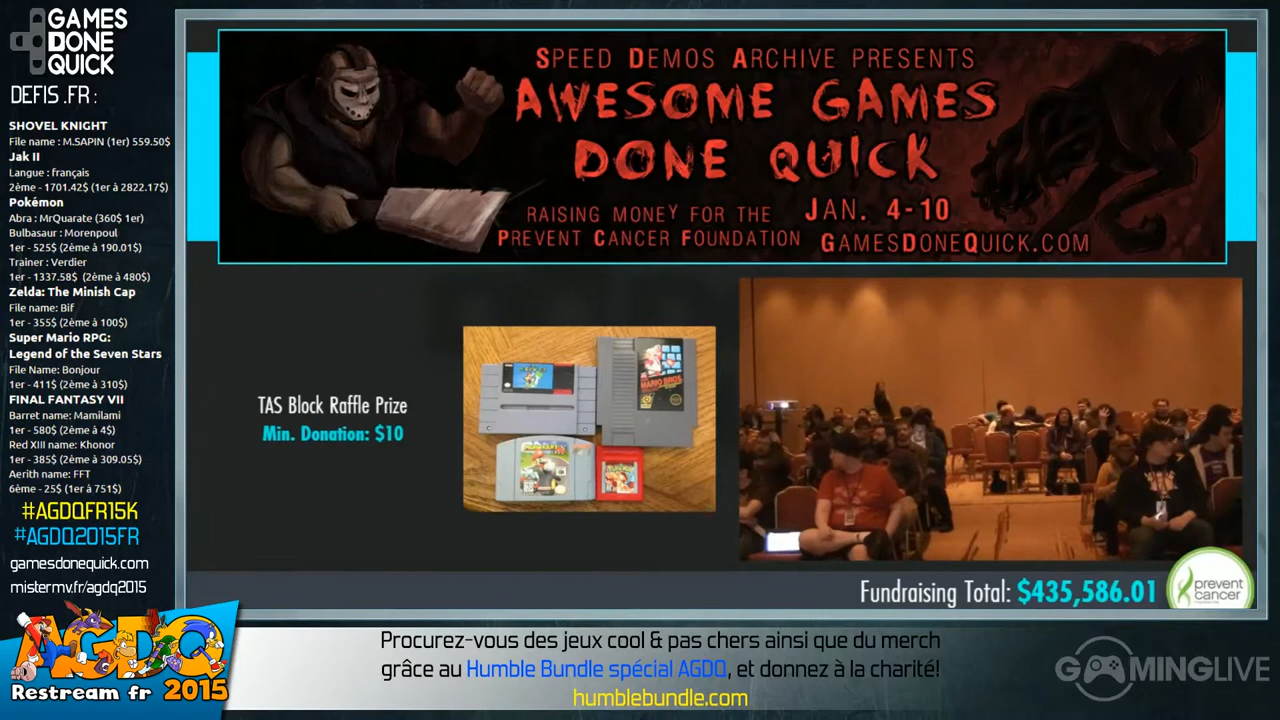 GAMES
DONE
QUICK
DEFIS .FR :
SHOVEL KNIGHT
File name : M.SAPIN (1er) 559.50$
Jak II
Langue : français
2ème - 1701.42$ (1er à 2822.17$)
Pokémon
Abra : MrQuarate (360$ 1er)
Bulbasaur : Morenpoul
1er - 525$ (2ème à 190.01$)
Trainer : Verdier
1er - 1337.58$ (2ème à 480$)
Zelda: The Minish Cap
File name: Bif
1er - 355$ (2ème à 100$)
Super Mario RPG:
Legend of the Seven Stars
File Name: Bonjour
1er - 411$ (2ème à 310$)
FINAL FANTASY VII
Barret name: Mamilami
1er - 580$ (2ème à 4$)
Red XIII name: Khonor
1er - 385$ (2ème à 309.05$)
Aerith name: FFT
6ème - 25$ (1er à 751$)
#AGDQFR15K
#AGDQ2015FR
gamesdonequick.com
mistermv.fr/agdq2015
AGDQ
Restream fr 2015
SPEED DEMOS ARCHIVE PRESENTS
AWESOME GAMES
DONE QUICK
RAISING MONEY FOR THE
PREVENT CANCER FOUNDATION
JAN. 4-10
GAMESDONEQUICK.COM
TAS Block Raffle Prize
Min. Donation: $10
MARIO BROS
Fundraising Total: $435,586.01
prevent
cancer
Procurez-vous des jeux cool & pas chers ainsi que du merch
grâce au Humble Bundle spécial AGDQ, et donnez à la charité!
humblebundle.com
GAMINGLIVE